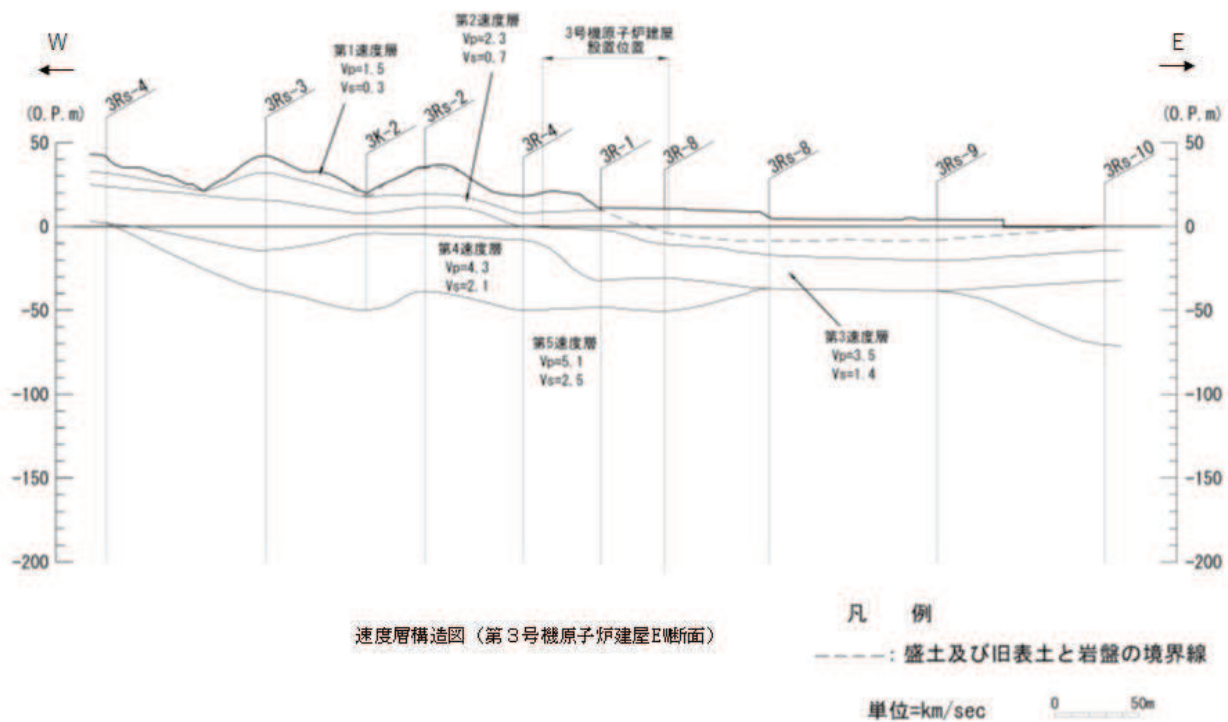 W
E
(O.P.m)
(O.P.m)
第1速度層
Vp=1.5
Vs=0.3
第2速度層
Vp=2.3
Vs=0.7
3号機原子炉建屋
設置位置
3Rs-4
3Rs-3
3K-2
3Rs-2
3R-4
3R-1
3R-8
3Rs-8
3Rs-9
3Rs-10
50
0
-50
-100
-150
-200
50
0
-50
-100
-150
-200
第4速度層
Vp=4.3
Vs=2.1
第5速度層
Vp=5.1
Vs=2.5
第3速度層
Vp=3.5
Vs=1.4
速度層構造図（第３号機原子炉建屋EW断面）
凡 例
: 盛土及び旧表土と岩盤の境界線
単位=km/sec
0 50m